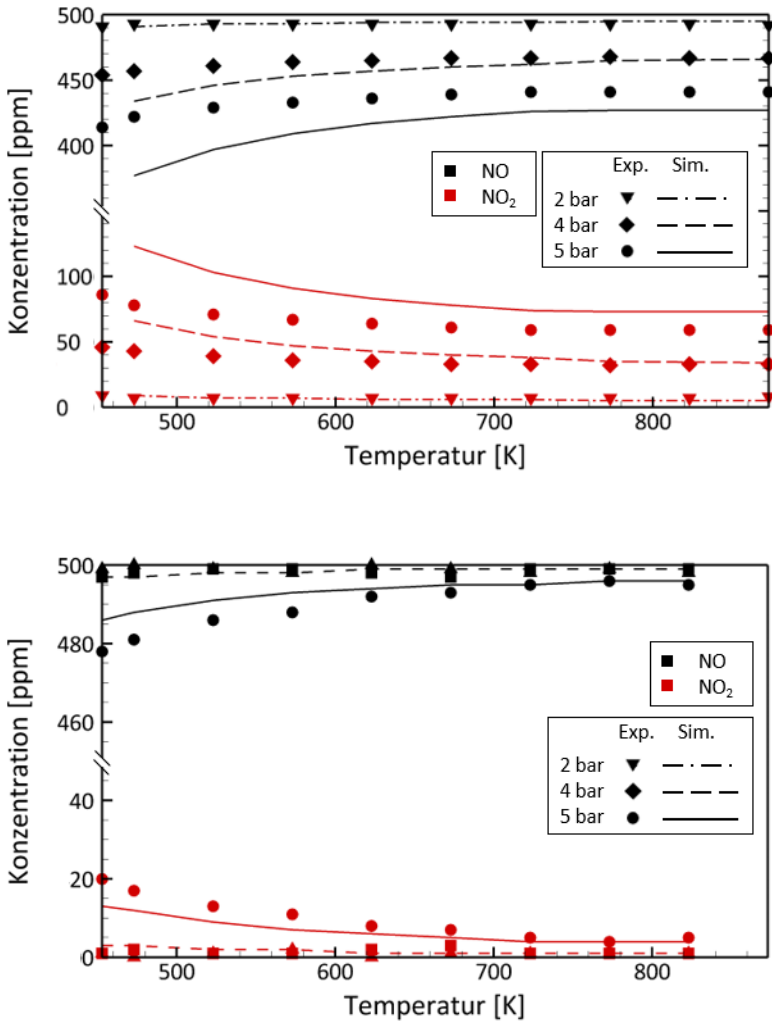 500
450
400
100
50
0
Konzentration [ppm]
NO
NO₂
Exp. Sim.
2 bar
4 bar
5 bar
500 600 700 800
Temperatur [K]
500
480
460
40
20
0
Konzentration [ppm]
NO
NO₂
Exp. Sim.
2 bar
4 bar
5 bar
500 600 700 800
Temperatur [K]